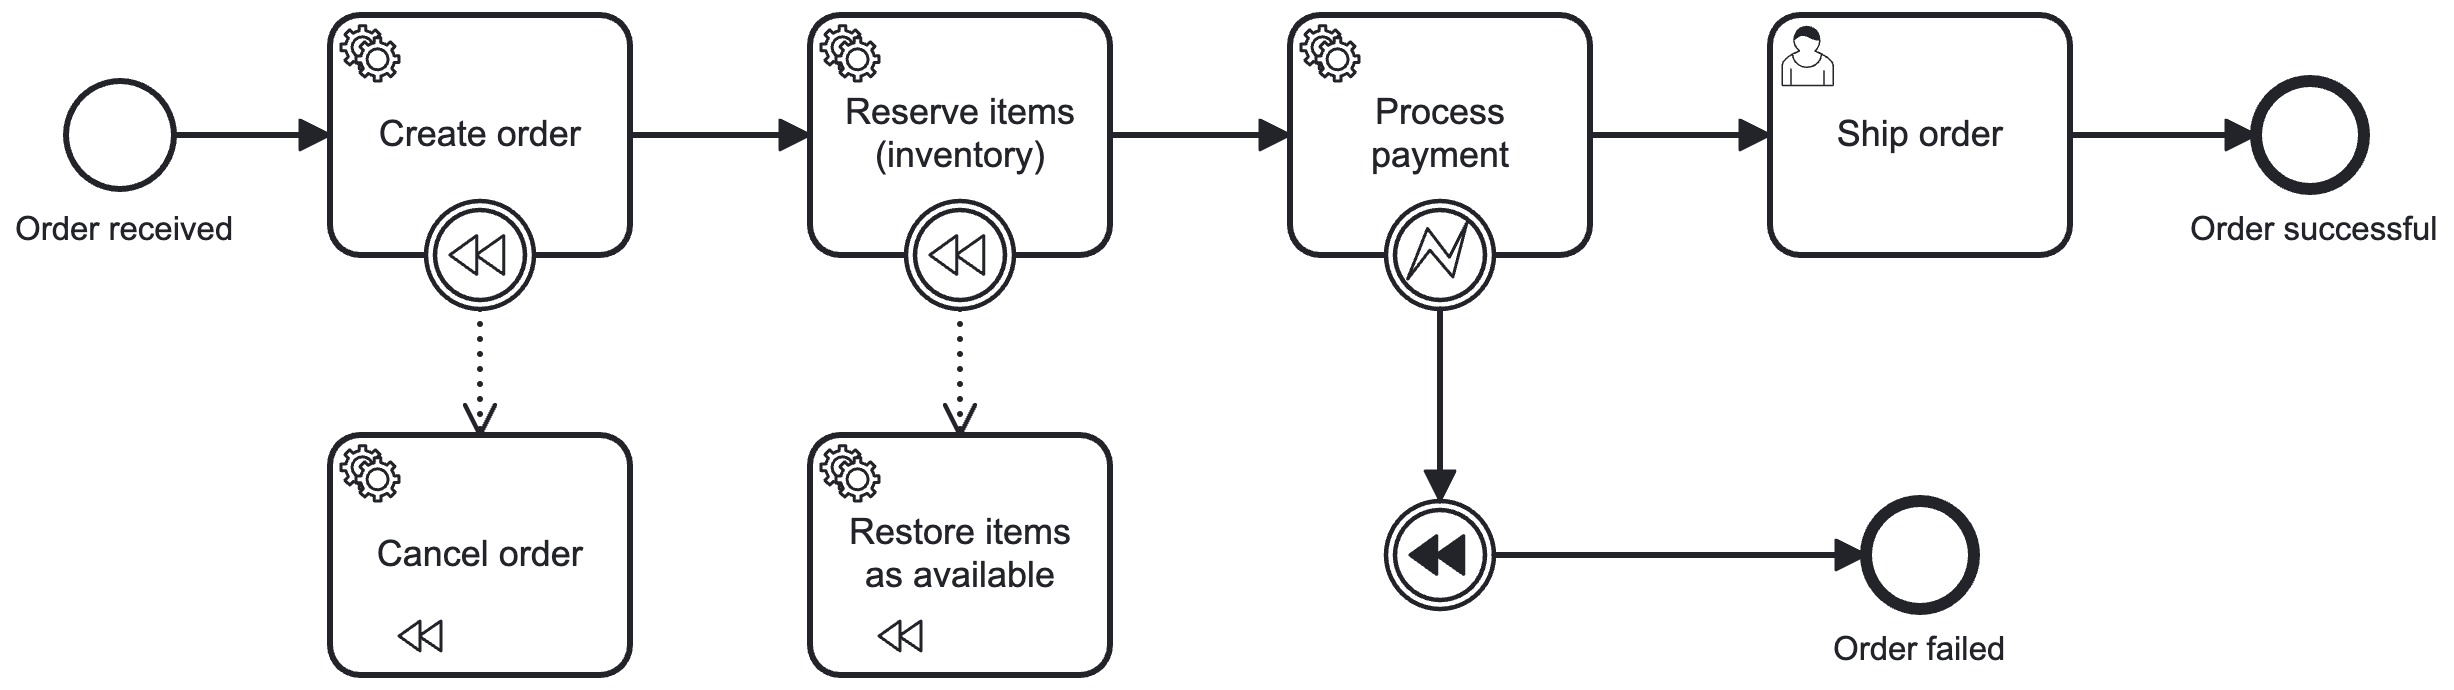 Create order
Reserve items
(inventory)
Process
payment
Ship order
Order received
Order successful
Cancel order
Restore items
as available
Order failed